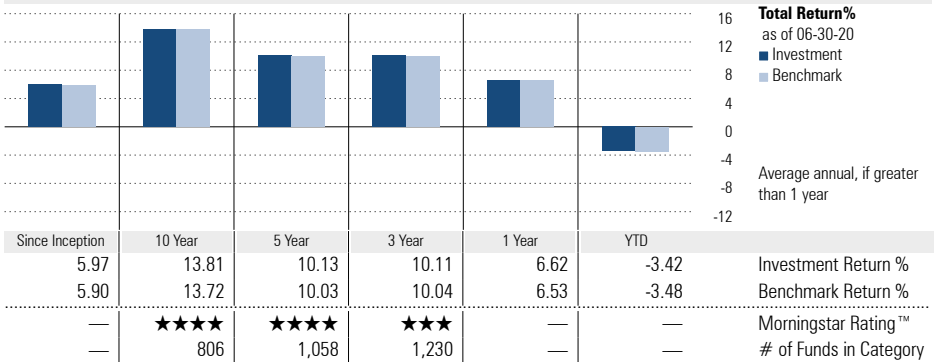 16
12
8
4
0
-4
-8
-12
Total Return%
as of 06-30-20
■ Investment
■ Benchmark
Average annual, if greater
than 1 year
Since Inception 10 Year 5 Year 3 Year 1 Year YTD
5.97 13.81 10.13 10.11 6.62 -3.42 Investment Return %
5.90 13.72 10.03 10.04 6.53 -3.48 Benchmark Return %
— ★★★★ ★★★★ ★★★ — — Morningstar Rating™
— 806 1,058 1,230 — — # of Funds in Category